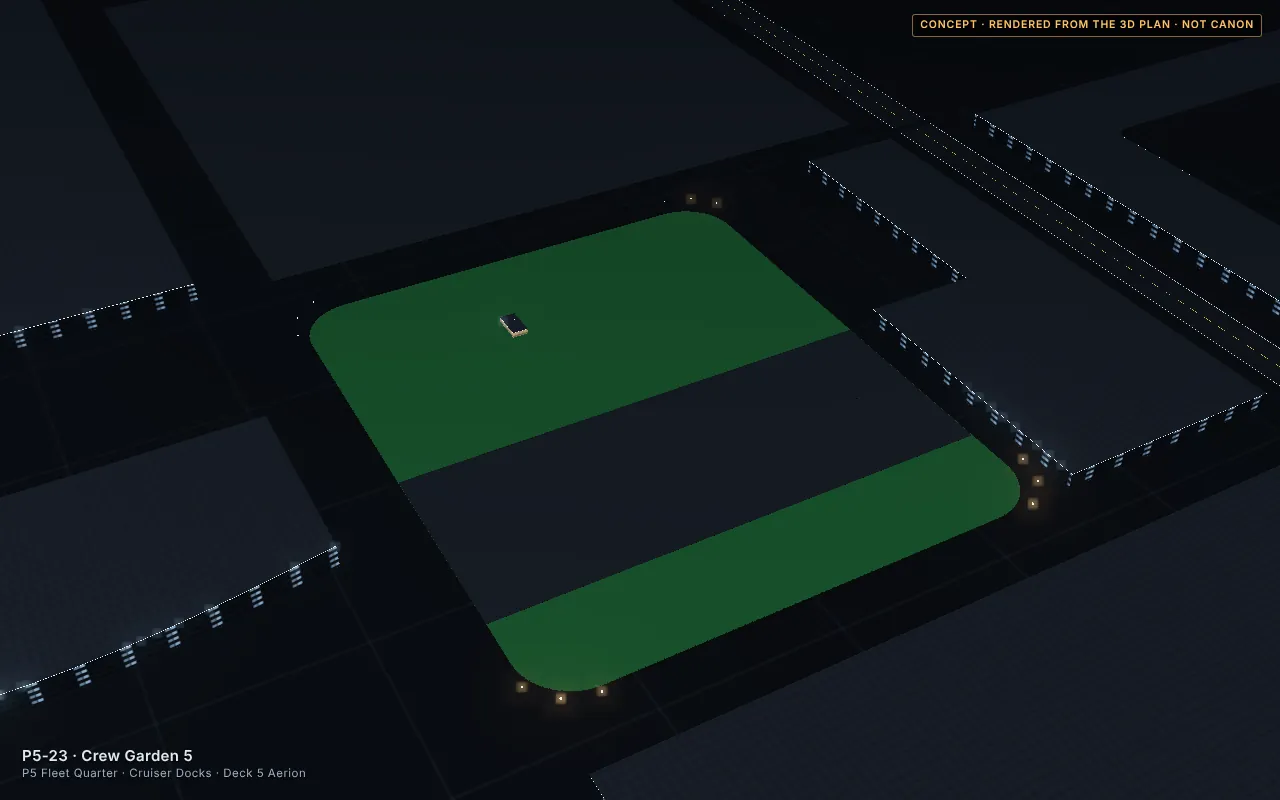 CONCEPT · RENDERED FROM THE 3D PLAN · NOT CANON
P5-23 · Crew Garden 5
P5 Fleet Quarter · Cruiser Docks · Deck 5 Aerion